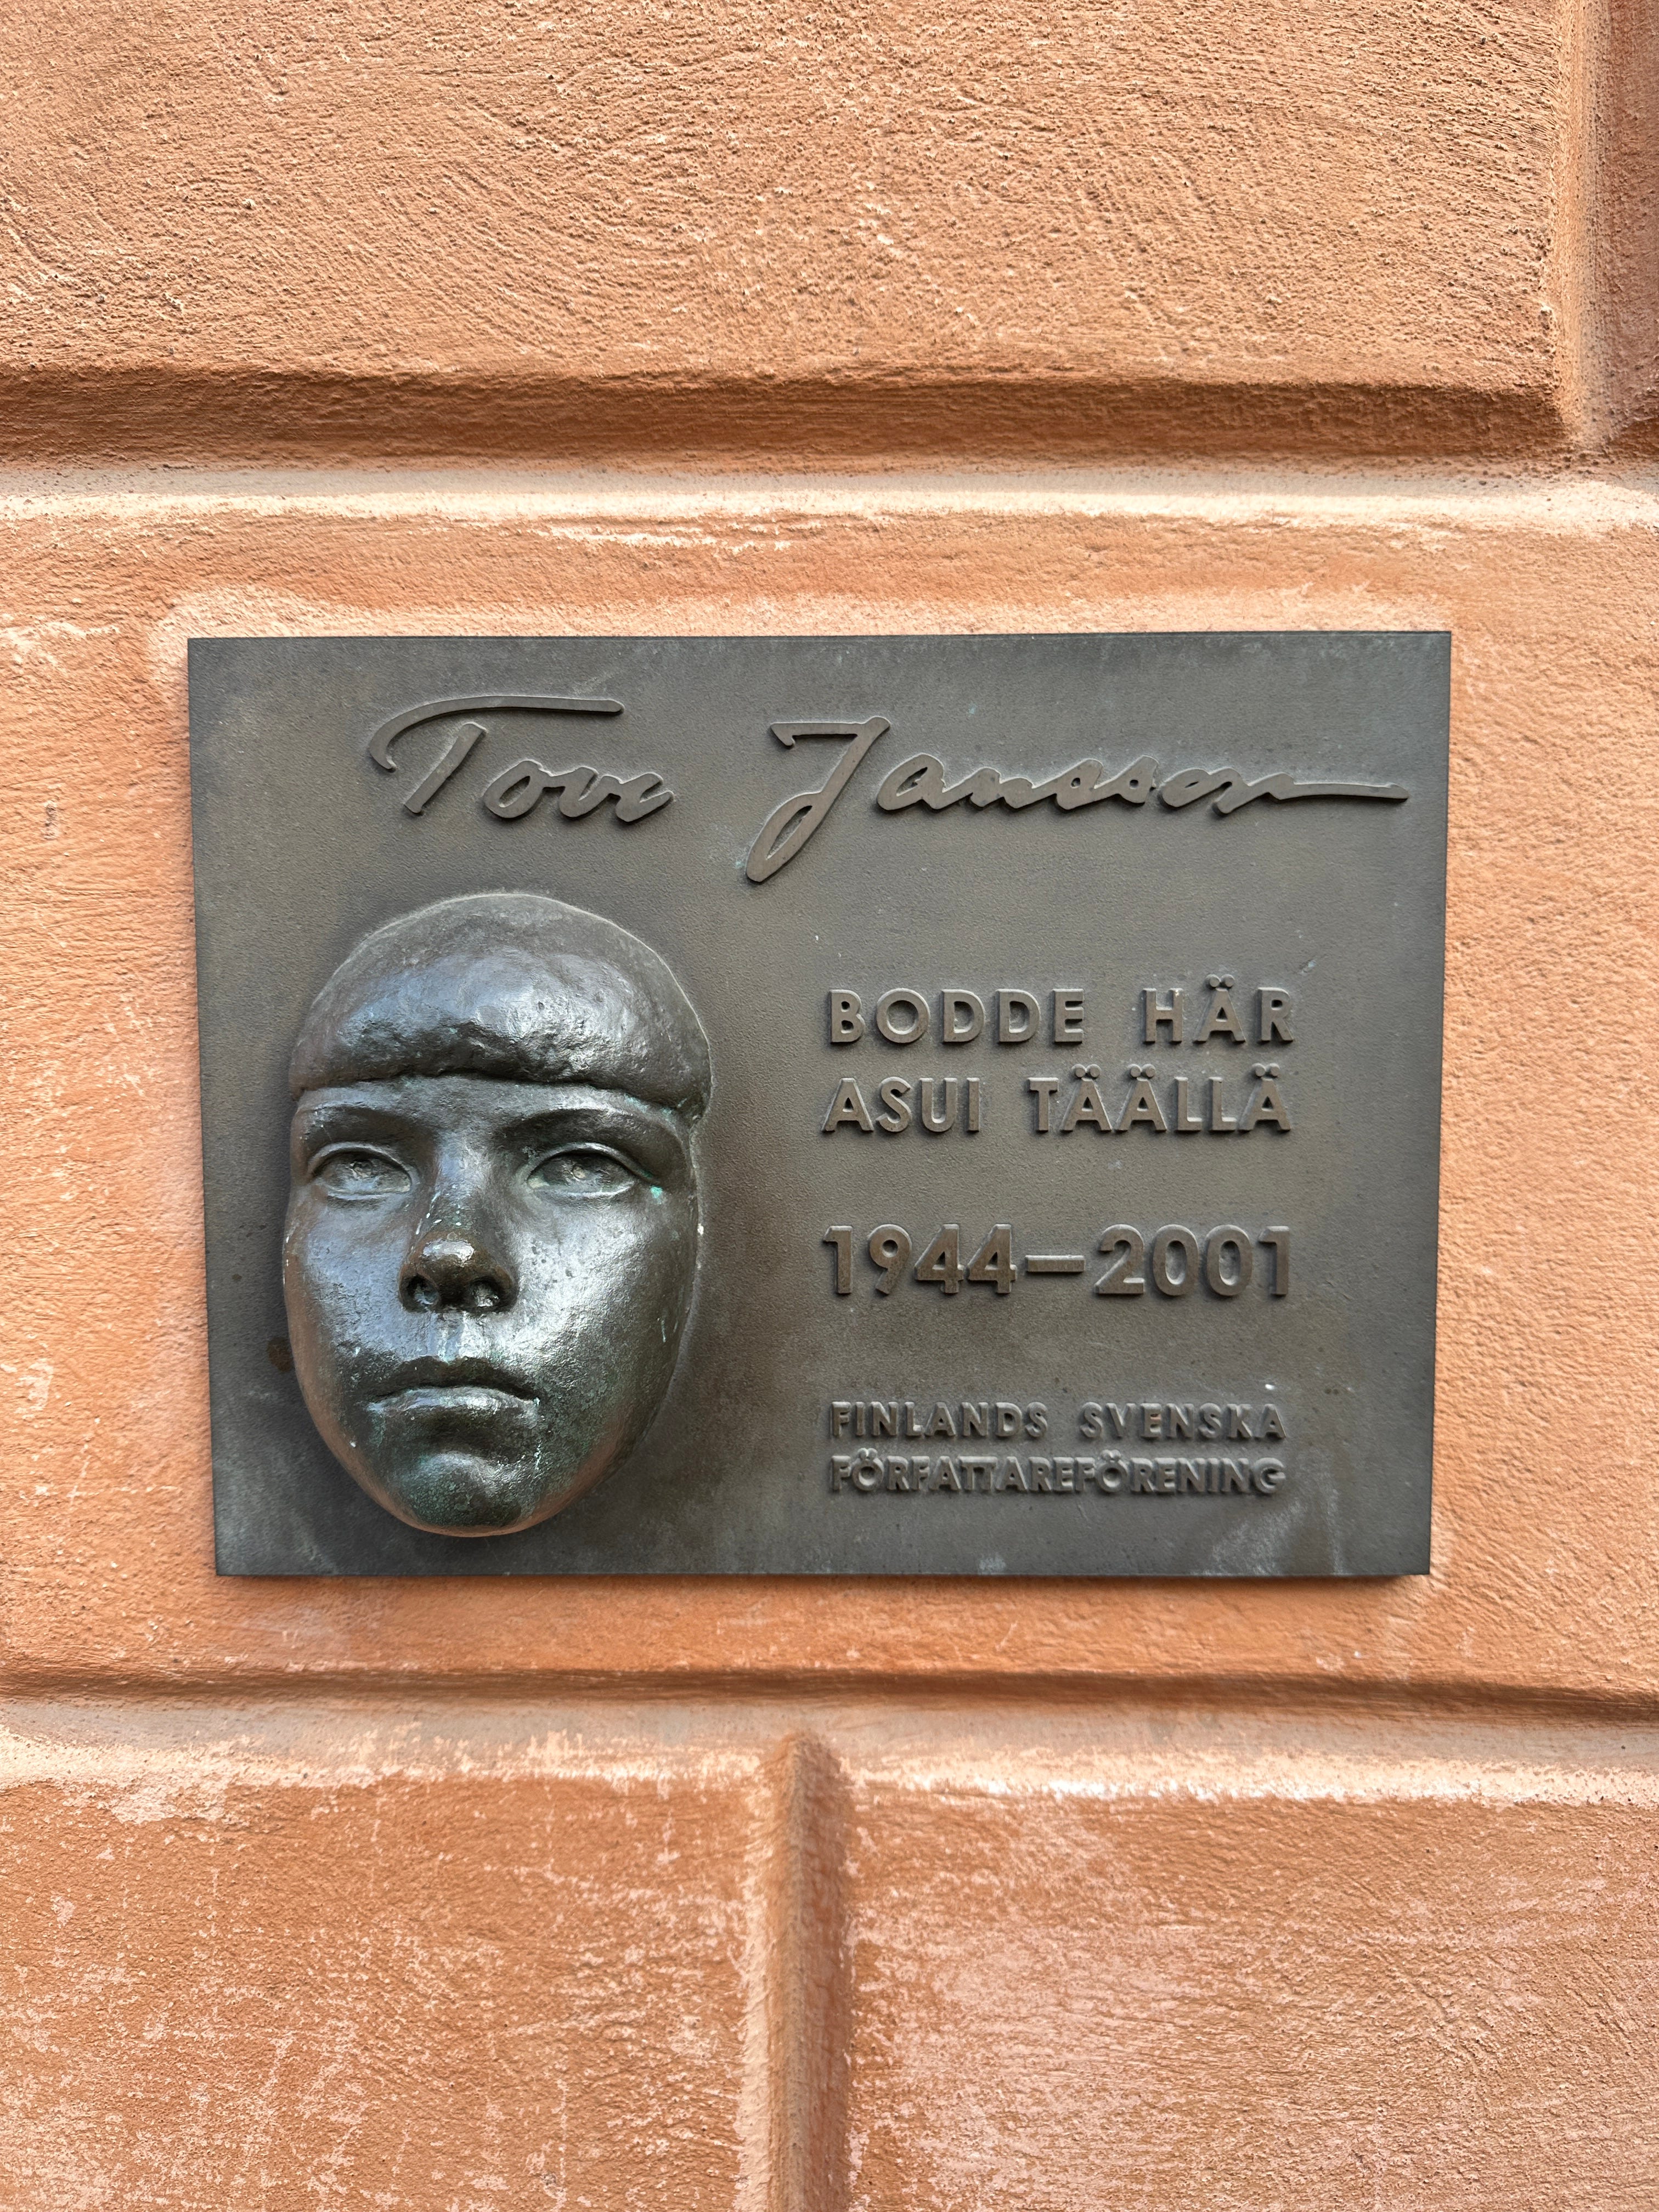 Tove Jansson
BODDE HÄR
ASUI TÄÄLLÄ
1944–2001
FINLANDS SVENSKA
FÖRFATTAREFÖRENING